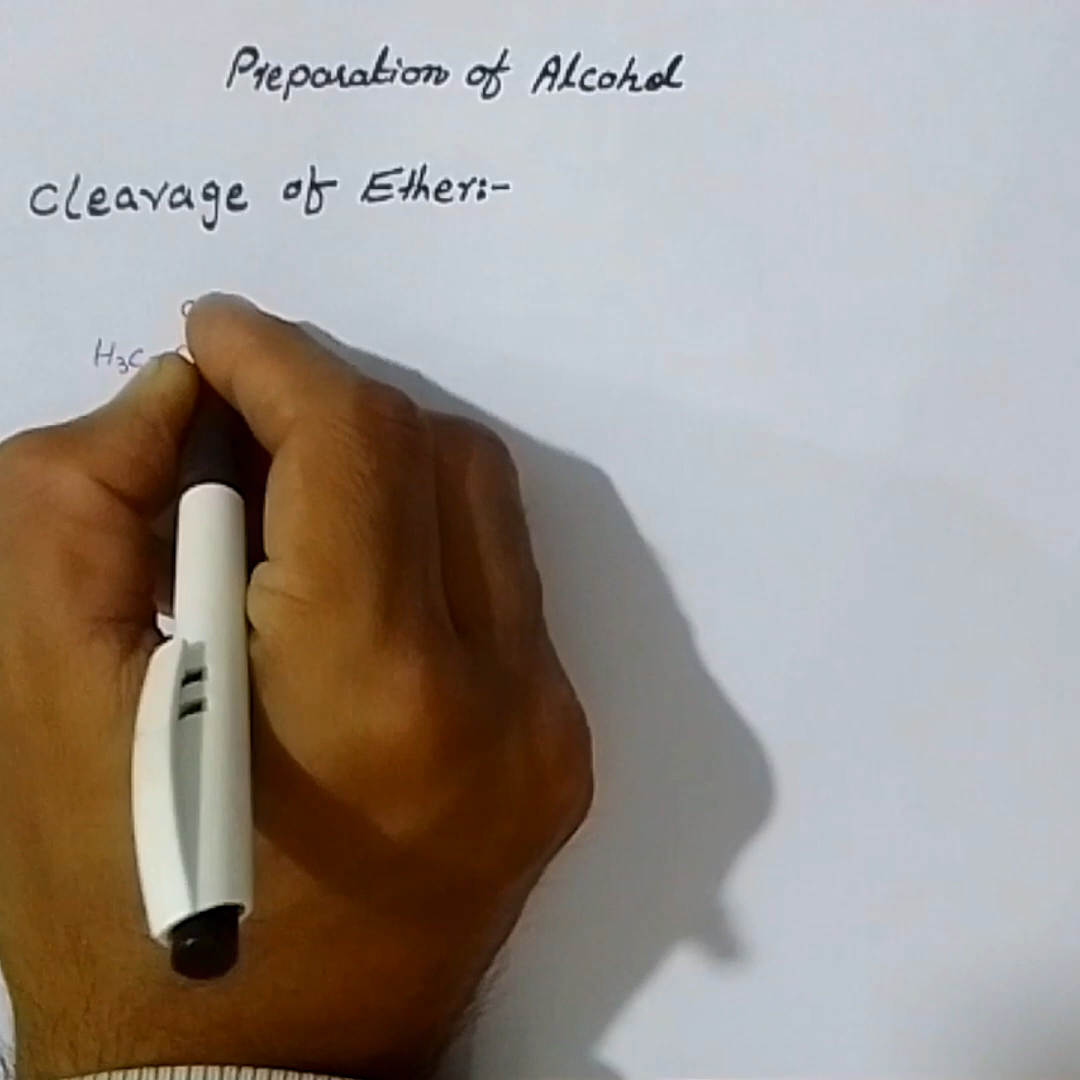 Preparation of Alcohol
Cleavage of Ether:-
H₃C